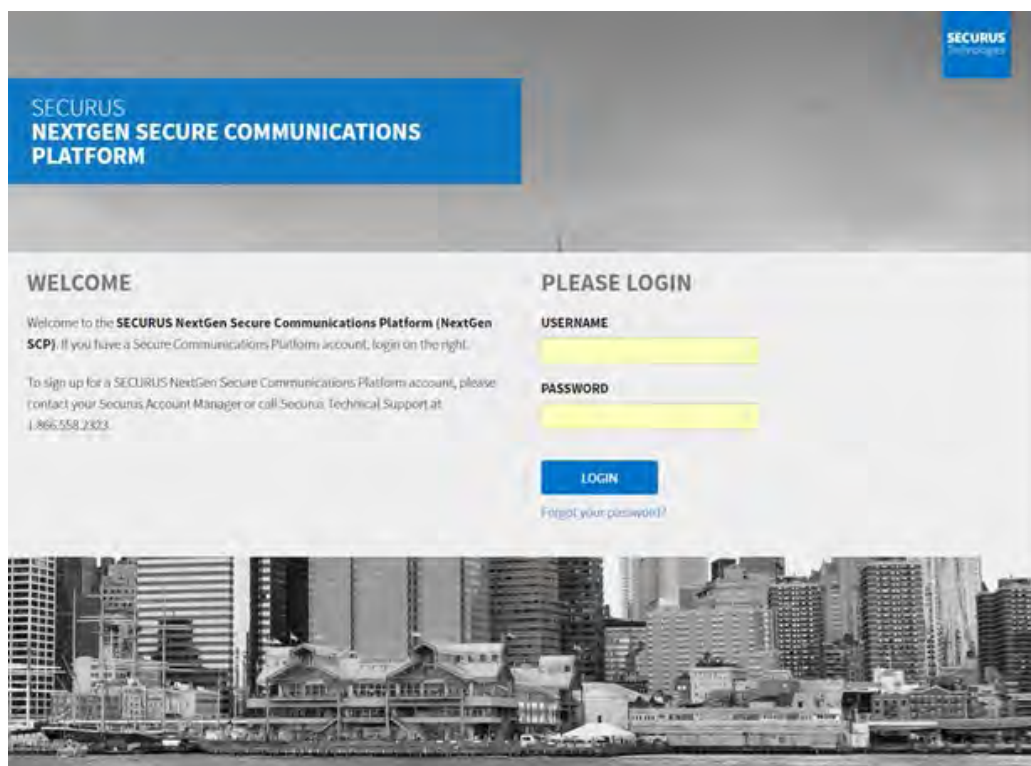 SECURUS
Technologies
SECURUS
NEXTGEN SECURE COMMUNICATIONS
PLATFORM
WELCOME
Welcome to the SECURUS NextGen Secure Communications Platform (NextGen
SCP). If you have a Secure Communications Platform account, login on the right.
To sign up for a SECURUS NextGen Secure Communications Platform account, please
contact your Securus Account Manager or call Securus Technical Support at
1.866.558.2323.
PLEASE LOGIN
USERNAME
PASSWORD
LOGIN
Forgot your password?